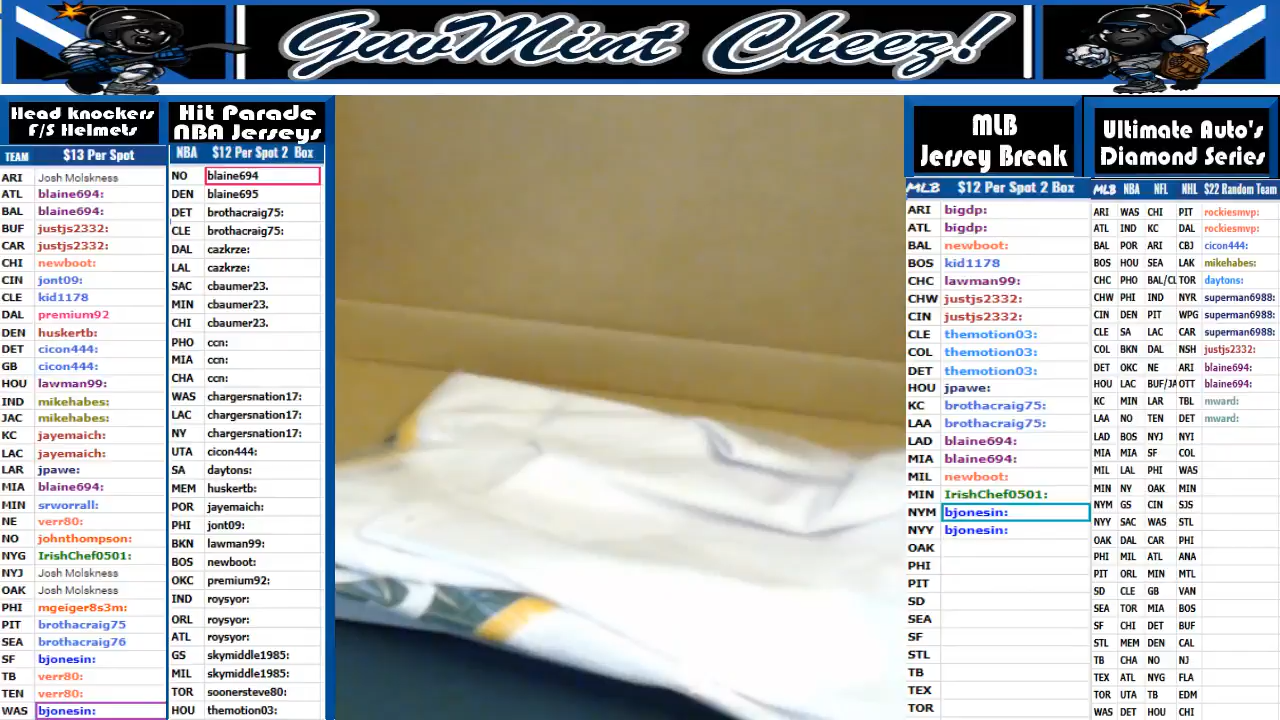 GuvMint Cheez!
Head knockers
F/S Helmets
TEAM $13 Per Spot
ARI Josh Molskness
ATL blaine694:
BAL blaine694:
BUF justjs2332:
CAR justjs2332:
CHI newboot:
CIN jont09:
CLE kid1178
DAL premium92
DEN huskertb:
DET cicon444:
GB cicon444:
HOU lawman99:
IND mikehabes:
JAC mikehabes:
KC jayemaich:
LAC jayemaich:
LAR jpawe:
MIA blaine694:
MIN srworrall:
NE verr80:
NO johnthompson:
NYG IrishChef0501:
NYJ Josh Molskness
OAK Josh Molskness
PHI mgeiger8s3m:
PIT brothacraig75
SEA brothacraig76
SF bjonesin:
TB verr80:
TEN verr80:
WAS bjonesin:
Hit Parade
NBA Jerseys
NBA $12 Per Spot 2 Box
NO blaine694
DEN blaine695
DET brothacraig75:
CLE brothacraig75:
DAL cazkrze:
LAL cazkrze:
SAC cbaumer23.
MIN cbaumer23.
CHI cbaumer23.
PHO ccn:
MIA ccn:
CHA ccn:
WAS chargersnation17:
LAC chargersnation17:
NY chargersnation17:
UTA cicon444:
SA daytons:
MEM huskertb:
POR jayemaich:
PHI jont09:
BKN lawman99:
BOS newboot:
OKC premium92:
IND roysyor:
ORL roysyor:
ATL roysyor:
GS skymiddle1985:
MIL skymiddle1985:
TOR soonersteve80:
HOU themotion03:
MLB
Jersey Break
MLB $12 Per Spot 2 Box
ARI bigdp:
ATL bigdp:
BAL newboot:
BOS kid1178
CHC lawman99:
CHW justjs2332:
CIN justjs2332:
CLE themotion03:
COL themotion03:
DET themotion03:
HOU jpawe:
KC brothacraig75:
LAA brothacraig75:
LAD blaine694:
MIA blaine694:
MIL newboot:
MIN IrishChef0501:
NYM bjonesin:
NYY bjonesin:
OAK
PHI
PIT
SD
SEA
SF
STL
TB
TEX
TOR
Ultimate Auto's
Diamond Series
MLB NBA NFL NHL $22 Random Team
ARI WAS CHI PIT rockiesmvp:
ATL IND KC DAL rockiesmvp:
BAL POR ARI CBJ cicon444:
BOS HOU SEA LAK mikehabes:
CHC PHO BAL/CL TOR daytons:
CHW PHI IND NYR superman6988:
CIN DEN PIT WPG superman6988:
CLE SA LAC CAR superman6988:
COL BKN DAL NSH justjs2332:
DET OKC NE ARI blaine694:
HOU LAC BUF/JA OTT blaine694:
KC MIN LAR TBL mward:
LAA NO TEN DET mward:
LAD BOS NYJ NYI
MIA MIA SF COL
MIL LAL PHI WAS
MIN NY OAK MIN
NYM GS CIN SJS
NYY SAC WAS STL
OAK DAL CAR PHI
PHI MIL ATL ANA
PIT ORL MIN MTL
SD CLE GB VAN
SEA TOR MIA BOS
SF CHI DET BUF
STL MEM DEN CAL
TB CHA NO NJ
TEX ATL NYG FLA
TOR UTA TB EDM
WAS DET HOU CHI